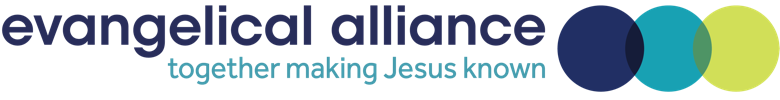 evangelical alliance
together making Jesus known